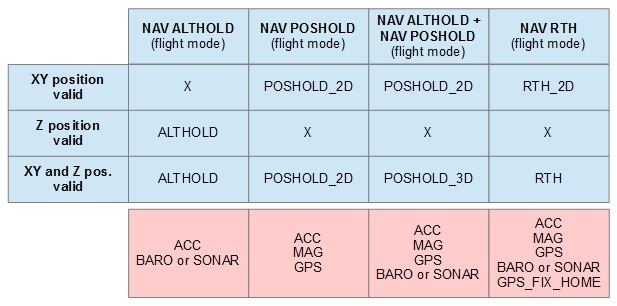 NAV ALTHOLD
(flight mode)
NAV POSHOLD
(flight mode)
NAV ALTHOLD +
NAV POSHOLD
(flight mode)
NAV RTH
(flight mode)
XY position
valid
X
POSHOLD_2D
POSHOLD_2D
RTH_2D
Z position
valid
ALTHOLD
X
X
X
XY and Z pos.
valid
ALTHOLD
POSHOLD_2D
POSHOLD_3D
RTH
ACC
BARO or SONAR
ACC
MAG
GPS
ACC
MAG
GPS
BARO or SONAR
ACC
MAG
GPS
BARO or SONAR
GPS_FIX_HOME